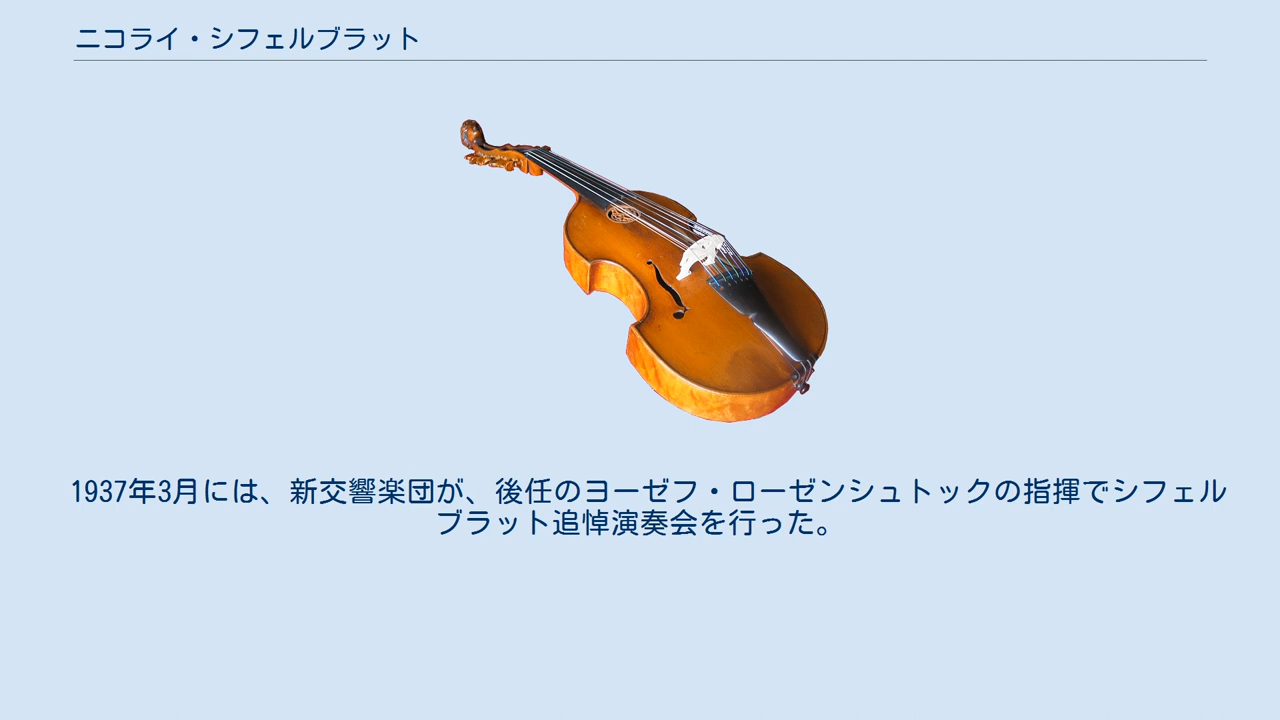 ニコライ・シフェルブラット
1937年3月には、新交響楽団が、後任のヨーゼフ・ローゼンシュトックの指揮でシフェル
ブラット追悼演奏会を行った。